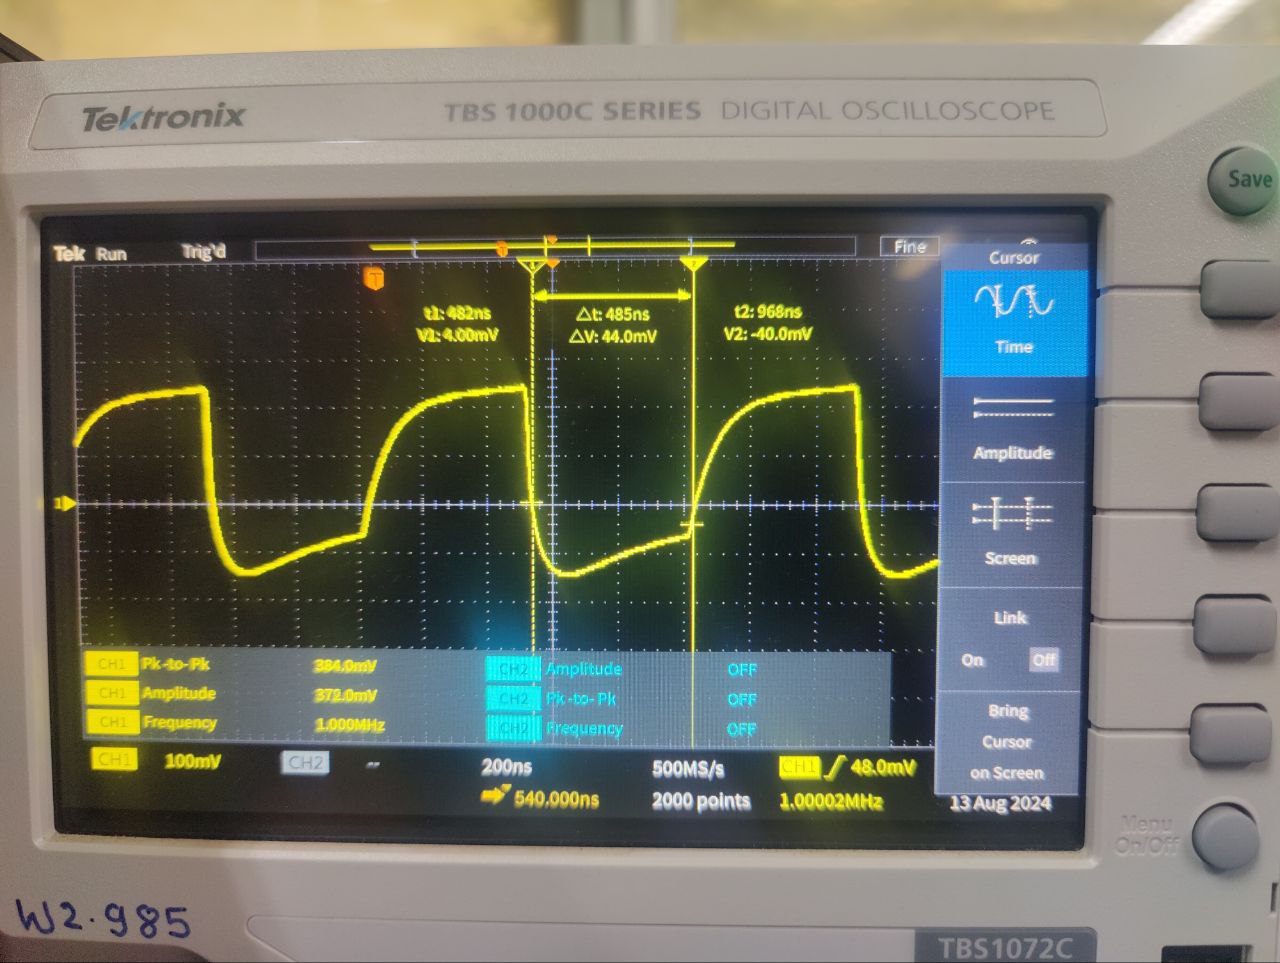 Tektronix TBS 1000C SERIES DIGITAL OSCILLOSCOPE
Save
Tek Run Trig'd Fine
Cursor
T
t1: 482ns △t: 485ns t2: 968ns
V1: 4.00mV △V: 44.0mV V2: -40.0mV
Time
Amplitude
1
Screen
Link
On Off
CH1 Pk-to-Pk 384.0mV CH2 Amplitude OFF
CH1 Amplitude 372.0mV CH2 Pk-to-Pk OFF
CH1 Frequency 1.000MHz CH2 Frequency OFF
Bring
Cursor
on Screen
CH1 100mV CH2 -- 200ns 500MS/s CH1 48.0mV
540.000ns 2000 points 1.00002MHz 13 Aug 2024
Menu
On/Off
W2.985
TBS1072C